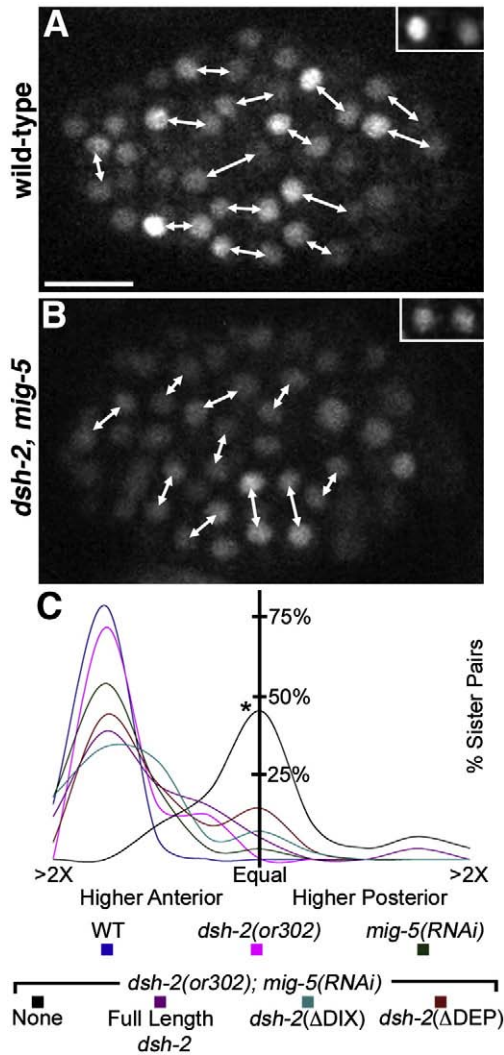 A
wild-type
B
dsh-2, mig-5
C
75%
50%
25%
*
% Sister Pairs
>2X Equal >2X
Higher Anterior Higher Posterior
WT dsh-2(or302) mig-5(RNAi)
dsh-2(or302); mig-5(RNAi)
None Full Length dsh-2(ΔDIX) dsh-2(ΔDEP)
dsh-2